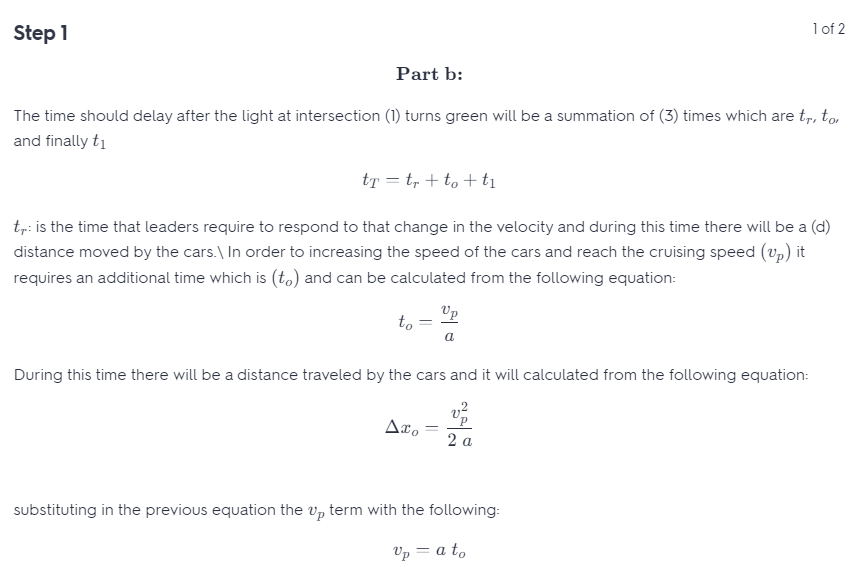 Step 1
1 of 2
Part b:
The time should delay after the light at intersection (1) turns green will be a summation of (3) times which are t_r, t_o,
and finally t_1
t_T = t_r + t_o + t_1
t_r: is the time that leaders require to respond to that change in the velocity and during this time there will be a (d)
distance moved by the cars.\ In order to increasing the speed of the cars and reach the cruising speed (v_p) it
requires an additional time which is (t_o) and can be calculated from the following equation:
t_o = v_p / a
During this time there will be a distance traveled by the cars and it will calculated from the following equation:
Δx_o = v_p^2 / 2 a
substituting in the previous equation the v_p term with the following:
v_p = a t_o